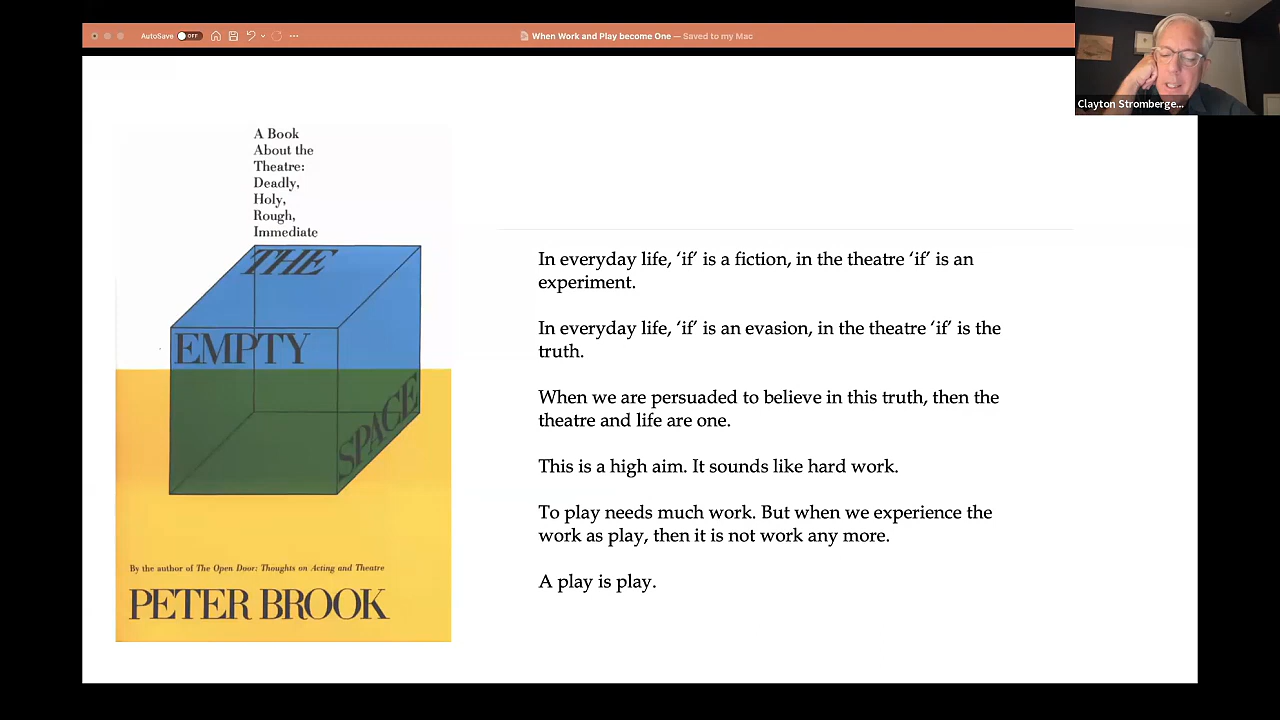 AutoSave OFF
When Work and Play become One — Saved to my Mac
Clayton Stromberge...
A Book
About the
Theatre:
Deadly,
Holy,
Rough,
Immediate
THE
EMPTY
SPACE
By the author of The Open Door: Thoughts on Acting and Theatre
PETER BROOK
In everyday life, ‘if’ is a fiction, in the theatre ‘if’ is an
experiment.
In everyday life, ‘if’ is an evasion, in the theatre ‘if’ is the
truth.
When we are persuaded to believe in this truth, then the
theatre and life are one.
This is a high aim. It sounds like hard work.
To play needs much work. But when we experience the
work as play, then it is not work any more.
A play is play.